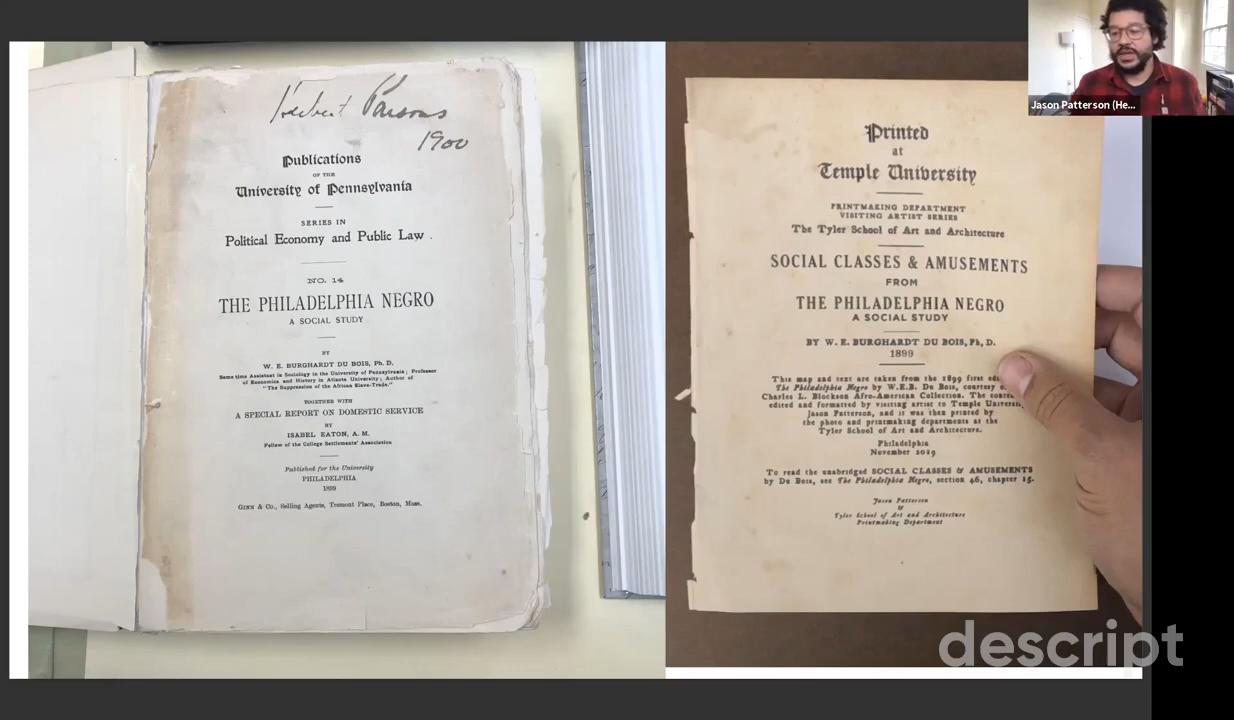 Herbert Parsons
1900
Publications
OF THE
University of Pennsylvania
SERIES IN
Political Economy and Public Law .
NO. 14
THE PHILADELPHIA NEGRO
A SOCIAL STUDY
BY
W. E. BURGHARDT DU BOIS, Ph. D.
Sometime Assistant in Sociology in the University of Pennsylvania; Professor
of Economics and History in Atlanta University; Author of
"The Suppression of the African Slave-Trade."
TOGETHER WITH
A SPECIAL REPORT ON DOMESTIC SERVICE
BY
ISABEL EATON, A. M.
Fellow of the College Settlements' Association
Published for the University
PHILADELPHIA
1899
GINN & Co., Selling Agents, Tremont Place, Boston, Mass.
Printed
at
Temple University
PRINTMAKING DEPARTMENT
VISITING ARTIST SERIES
The Tyler School of Art and Architecture
SOCIAL CLASSES & AMUSEMENTS
FROM
THE PHILADELPHIA NEGRO
A SOCIAL STUDY
BY W. E. BURGHARDT DU BOIS, Ph, D.
1899
This map and text are taken from the 1899 first
The Philadelphia Negro by W.E.B. Du Bois, courtesy
Charles L. Blockson Afro-American Collection. The
edited and formatted by visiting artist to Temple University,
Jason Patterson, and it was then printed by
the photo and printmaking departments at the
Tyler School of Art and Architecture.
Philadelphia
November 2019
To read the unabridged SOCIAL CLASSES & AMUSEMENTS
by Du Bois, see The Philadelphia Negro, section 46, chapter 15.
Jason Patterson
&
Tyler School of Art and Architecture
Printmaking Department
Jason Patterson (He...
descript